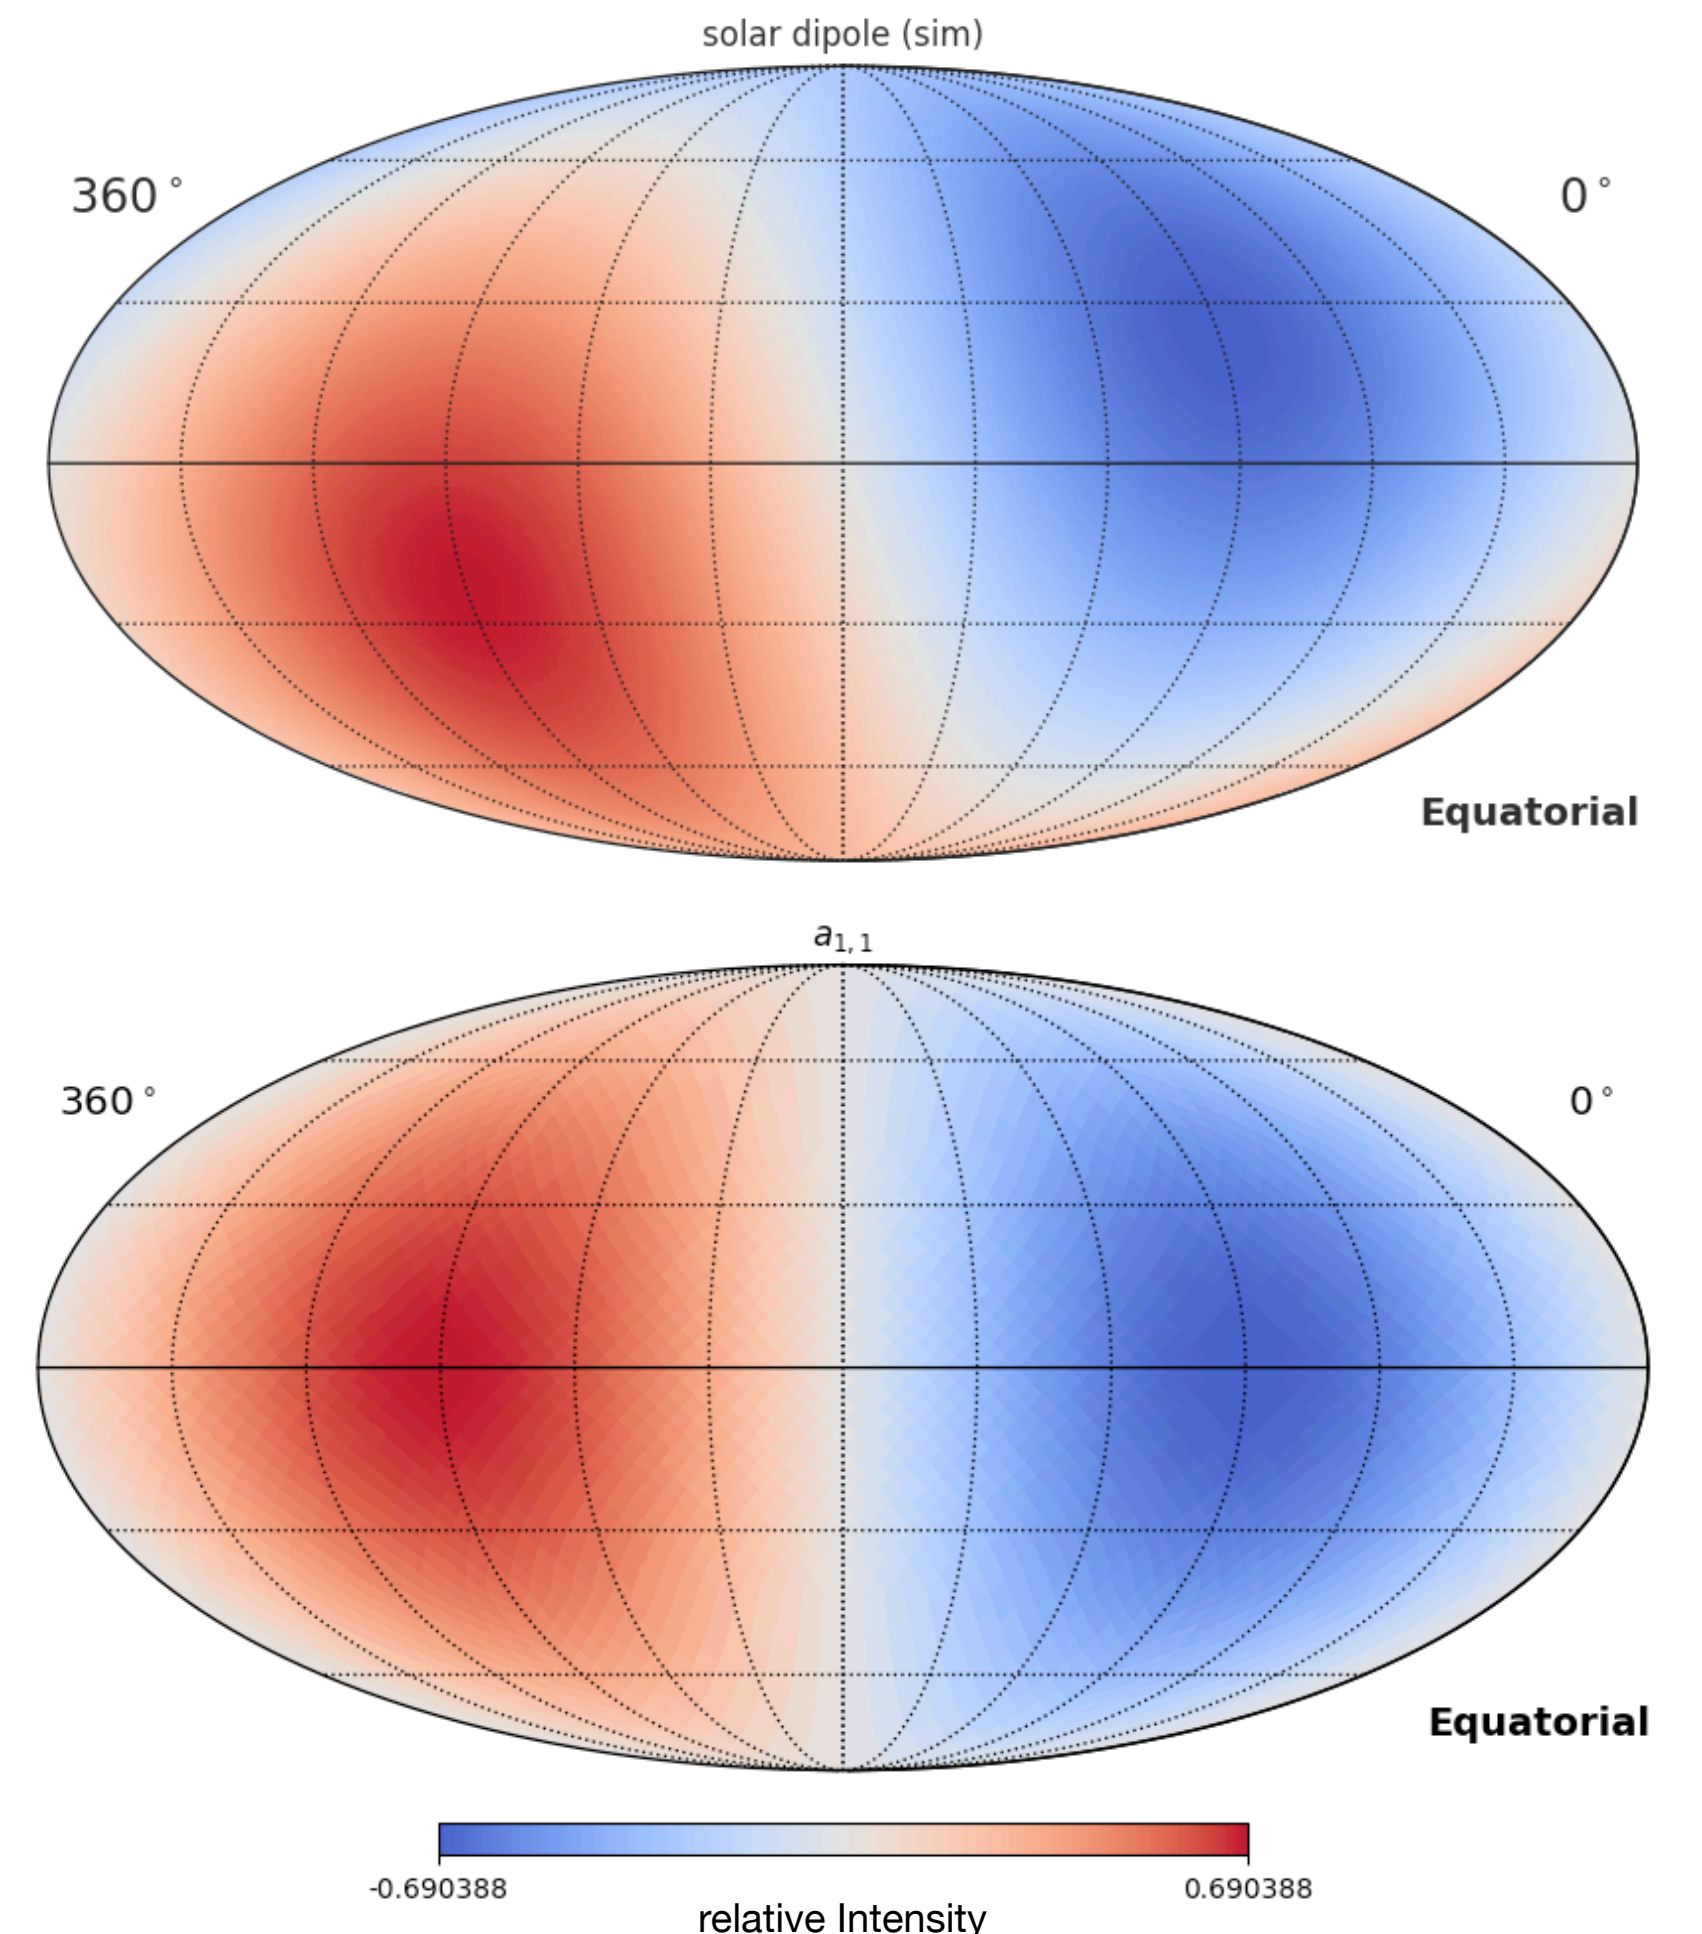 solar dipole (sim)
360° 0°
Equatorial
a1,1
360° 0°
Equatorial
-0.690388 0.690388
relative Intensity